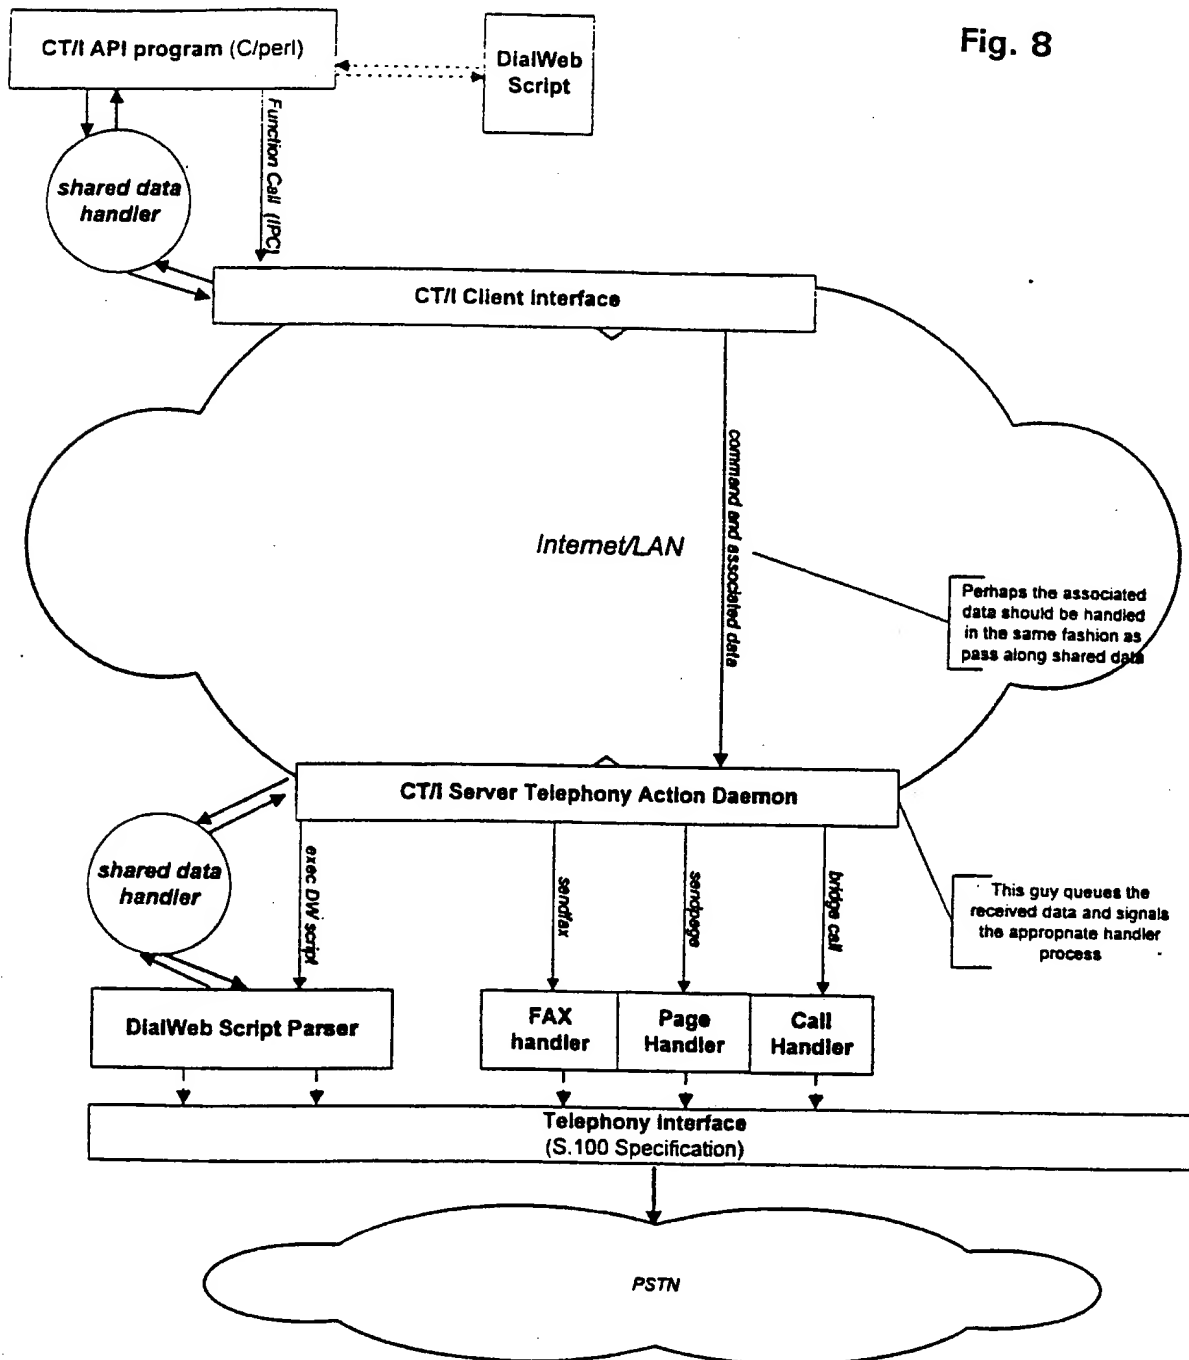 Fig. 8
CT/I API program (C/perl)
DialWeb
Script
Function Call (IPC)
shared data
handler
CT/I Client Interface
command and associated data
Internet/LAN
Perhaps the associated
data should be handled
in the same fashion as
pass along shared data
CT/I Server Telephony Action Daemon
shared data
handler
exec DW script
sendfax
sendpage
bridge call
This guy queues the
received data and signals
the appropriate handler
process
DialWeb Script Parser
FAX
handler
Page
Handler
Call
Handler
Telephony Interface
(S.100 Specification)
PSTN